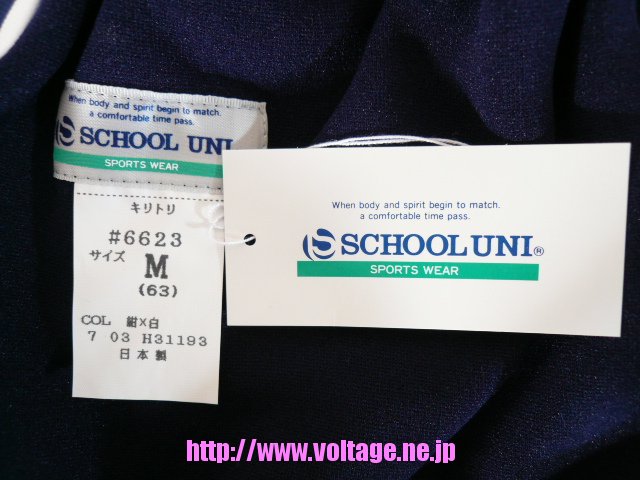 When body and spirit begin to match.
a comfortable time pass.
SCHOOL UNI
SPORTS WEAR
キリトリ
#6623
サイズ M
(63)
COL 紺×白
7 03 H31193
日本製
When body and spirit begin to match.
a comfortable time pass.
SCHOOL UNI®
SPORTS WEAR
http://www.voltage.ne.jp